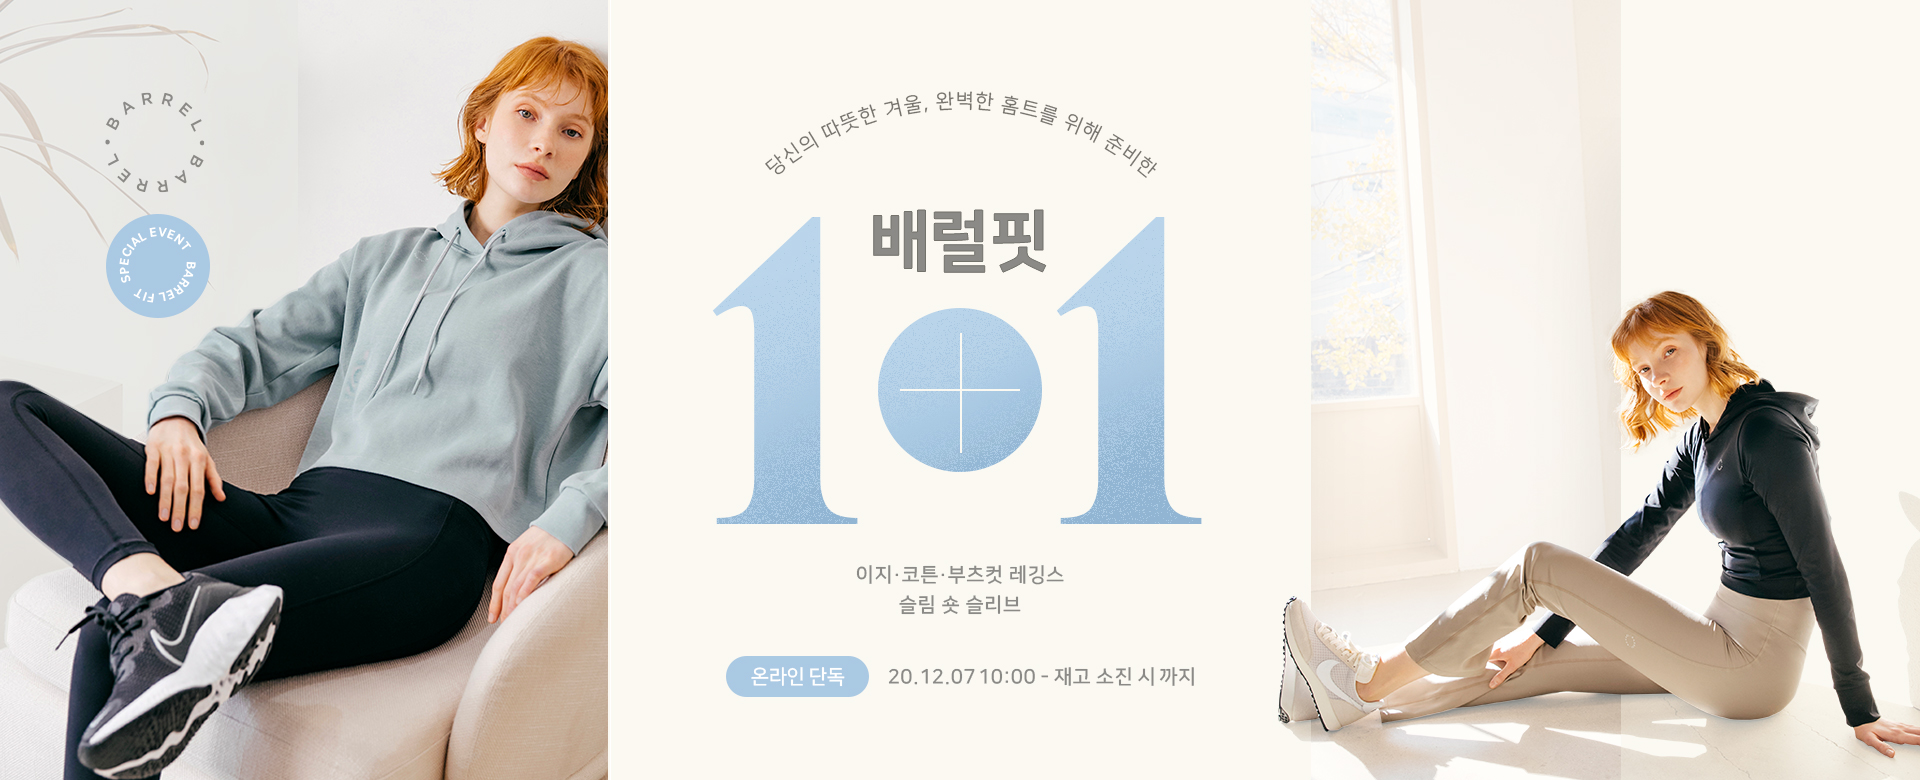 BARREL • BARREL •
SPECIAL EVENT BARREL FIT
당신의 따뜻한 겨울, 완벽한 홈트를 위해 준비한
배럴핏
1+1
이지·코튼·부츠컷 레깅스
슬림 숏 슬리브
온라인 단독 20.12.07 10:00 - 재고 소진 시 까지